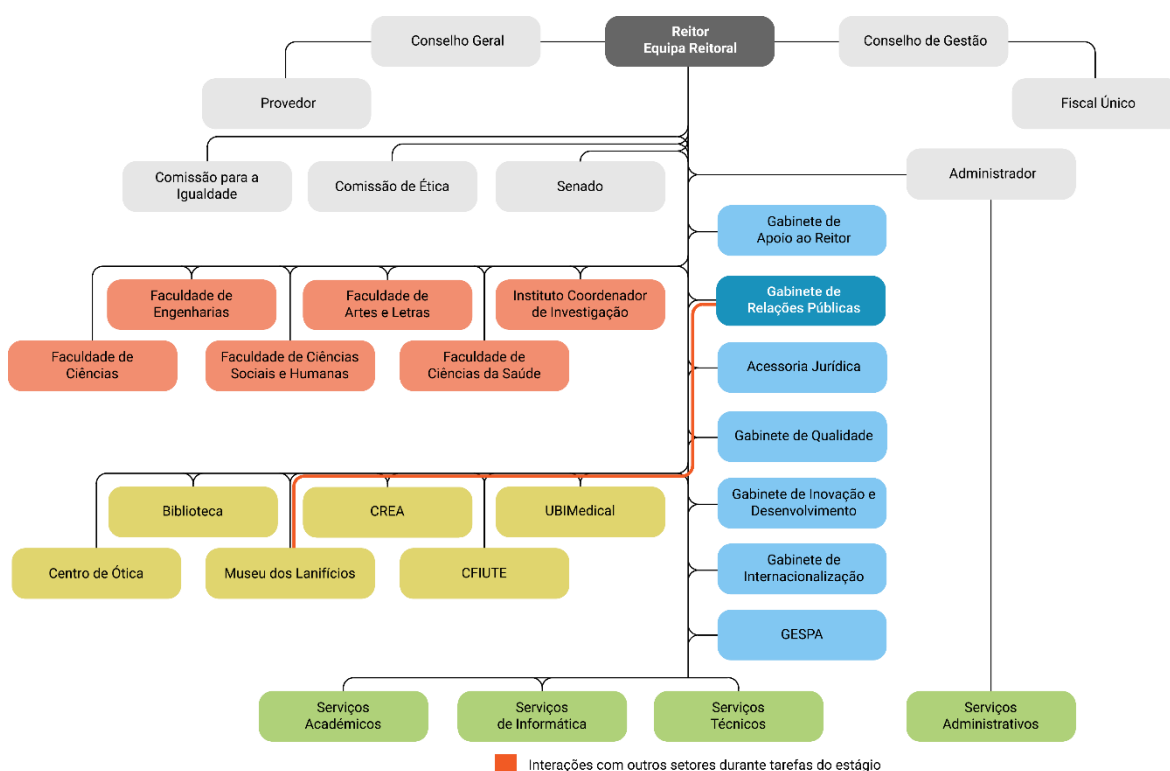 Conselho Geral
Reitor
Equipa Reitoral
Conselho de Gestão
Provedor
Fiscal Único
Comissão para a
Igualdade
Comissão de Ética
Senado
Administrador
Gabinete de
Apoio ao Reitor
Faculdade de
Engenharias
Faculdade de
Artes e Letras
Instituto Coordenador
de Investigação
Gabinete de
Relações Públicas
Faculdade de
Ciências
Faculdade de Ciências
Sociais e Humanas
Faculdade de
Ciências da Saúde
Acessoria Jurídica
Gabinete de Qualidade
Biblioteca
CREA
UBIMedical
Gabinete de Inovação e
Desenvolvimento
Centro de Ótica
Museu dos Lanifícios
CFIUTE
Gabinete de
Internacionalização
GESPA
Serviços
Académicos
Serviços
de Informática
Serviços
Técnicos
Serviços
Administrativos
Interações com outros setores durante tarefas do estágio